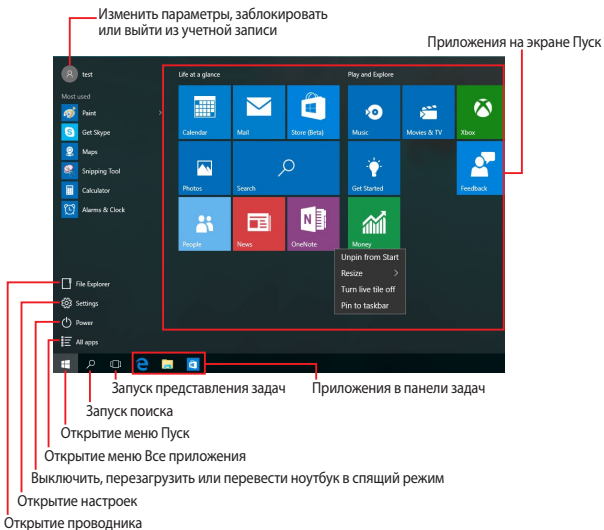 Изменить параметры, заблокировать
или выйти из учетной записи
Приложения на экране Пуск
test
Life at a glance
Play and Explore
Most used
Paint
Get Skype
Maps
Snipping Tool
Calculator
Alarms & Clock
Calendar
Mail
Store (Beta)
Music
Movies & TV
Xbox
Photos
Search
Get Started
Feedback
People
News
OneNote
Money
Unpin from Start
Resize
Turn live tile off
Pin to taskbar
File Explorer
Settings
Power
All apps
Запуск представления задач
Приложения в панели задач
Запуск поиска
Открытие меню Пуск
Открытие меню Все приложения
Выключить, перезагрузить или перевести ноутбук в спящий режим
Открытие настроек
Открытие проводника